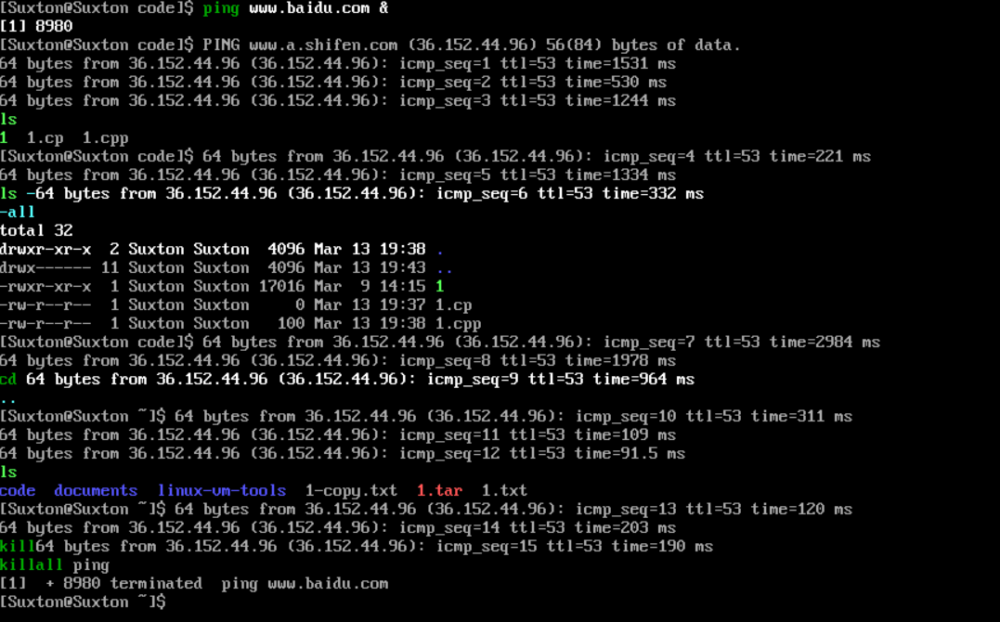 [Suxton@Suxton code]$ ping www.baidu.com &
[1] 8980
[Suxton@Suxton code]$ PING www.a.shifen.com (36.152.44.96) 56(84) bytes of data.
64 bytes from 36.152.44.96 (36.152.44.96): icmp_seq=1 ttl=53 time=1531 ms
64 bytes from 36.152.44.96 (36.152.44.96): icmp_seq=2 ttl=53 time=530 ms
64 bytes from 36.152.44.96 (36.152.44.96): icmp_seq=3 ttl=53 time=1244 ms
ls
1  1.cp  1.cpp
[Suxton@Suxton code]$ 64 bytes from 36.152.44.96 (36.152.44.96): icmp_seq=4 ttl=53 time=221 ms
64 bytes from 36.152.44.96 (36.152.44.96): icmp_seq=5 ttl=53 time=1334 ms
ls -64 bytes from 36.152.44.96 (36.152.44.96): icmp_seq=6 ttl=53 time=332 ms
-all
total 32
drwxr-xr-x  2 Suxton Suxton  4096 Mar 13 19:38 .
drwx------ 11 Suxton Suxton  4096 Mar 13 19:43 ..
-rwxr-xr-x  1 Suxton Suxton 17016 Mar  9 14:15 1
-rw-r--r--  1 Suxton Suxton     0 Mar 13 19:37 1.cp
-rw-r--r--  1 Suxton Suxton   100 Mar 13 19:38 1.cpp
[Suxton@Suxton code]$ 64 bytes from 36.152.44.96 (36.152.44.96): icmp_seq=7 ttl=53 time=2984 ms
64 bytes from 36.152.44.96 (36.152.44.96): icmp_seq=8 ttl=53 time=1978 ms
cd 64 bytes from 36.152.44.96 (36.152.44.96): icmp_seq=9 ttl=53 time=964 ms
..
[Suxton@Suxton ~]$ 64 bytes from 36.152.44.96 (36.152.44.96): icmp_seq=10 ttl=53 time=311 ms
64 bytes from 36.152.44.96 (36.152.44.96): icmp_seq=11 ttl=53 time=109 ms
64 bytes from 36.152.44.96 (36.152.44.96): icmp_seq=12 ttl=53 time=91.5 ms
ls
code  documents  linux-vm-tools  1-copy.txt  1.tar  1.txt
[Suxton@Suxton ~]$ 64 bytes from 36.152.44.96 (36.152.44.96): icmp_seq=13 ttl=53 time=120 ms
64 bytes from 36.152.44.96 (36.152.44.96): icmp_seq=14 ttl=53 time=203 ms
kill64 bytes from 36.152.44.96 (36.152.44.96): icmp_seq=15 ttl=53 time=190 ms
killall ping
[1]  + 8980 terminated  ping www.baidu.com
[Suxton@Suxton ~]$